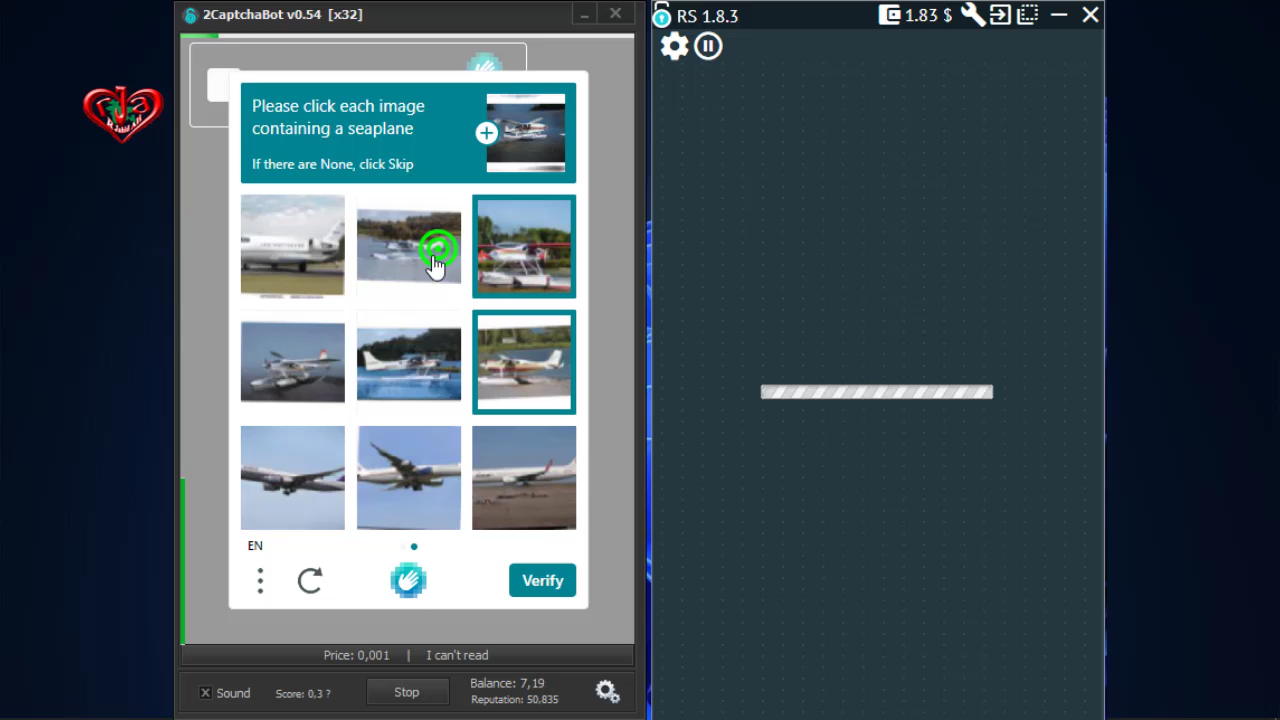 2CaptchaBot v0.54 [x32]
RS 1.8.3
1.83 $
Please click each image
containing a seaplane
If there are None, click Skip
EN
Verify
Price: 0,001 | I can't read
Sound
Score: 0,3 ?
Stop
Balance: 7,19
Reputation: 50,835